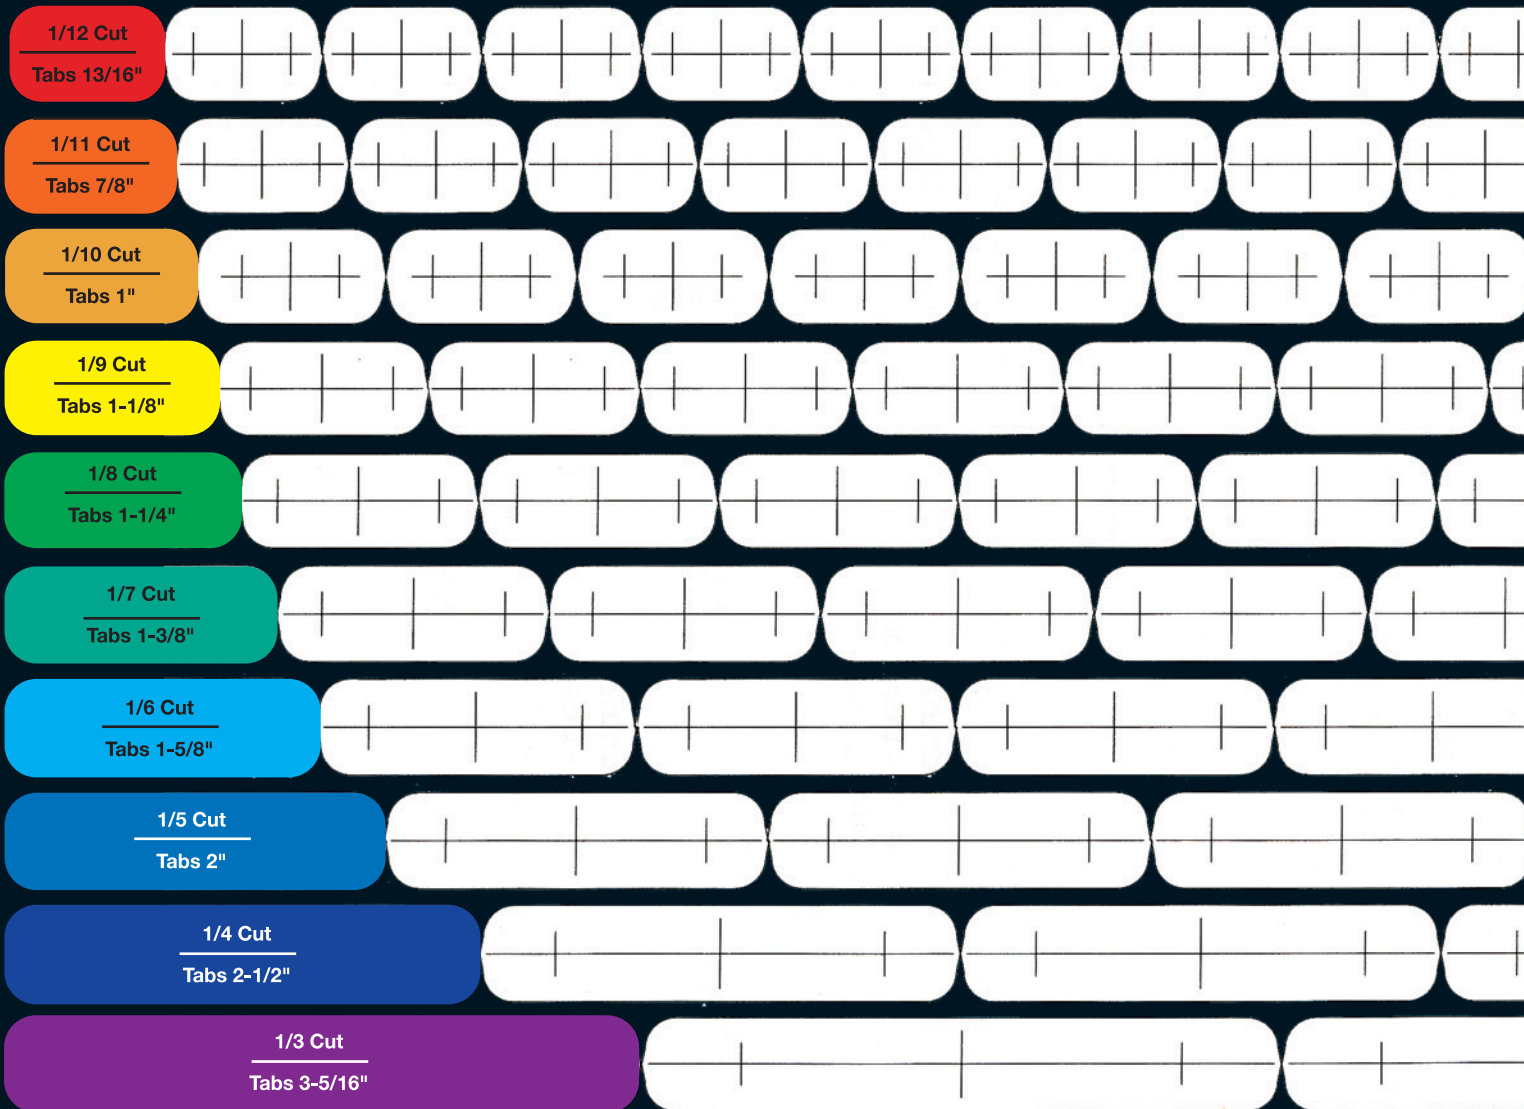 1/12 Cut
Tabs 13/16"
1/11 Cut
Tabs 7/8"
1/10 Cut
Tabs 1"
1/9 Cut
Tabs 1-1/8"
1/8 Cut
Tabs 1-1/4"
1/7 Cut
Tabs 1-3/8"
1/6 Cut
Tabs 1-5/8"
1/5 Cut
Tabs 2"
1/4 Cut
Tabs 2-1/2"
1/3 Cut
Tabs 3-5/16"